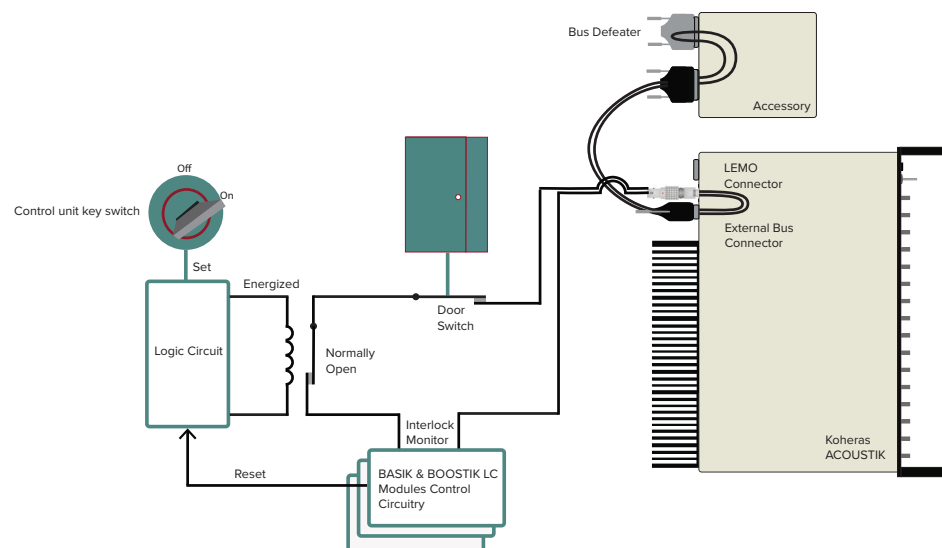 Bus Defeater
Accessory
LEMO
Connector
External Bus
Connector
Off
On
Control unit key switch
Set
Energized
Door
Switch
Logic Circuit
Normally
Open
Interlock
Monitor
Koheras
ACOUSTIK
Reset
BASIK & BOOSTIK LC
Modules Control
Circuitry